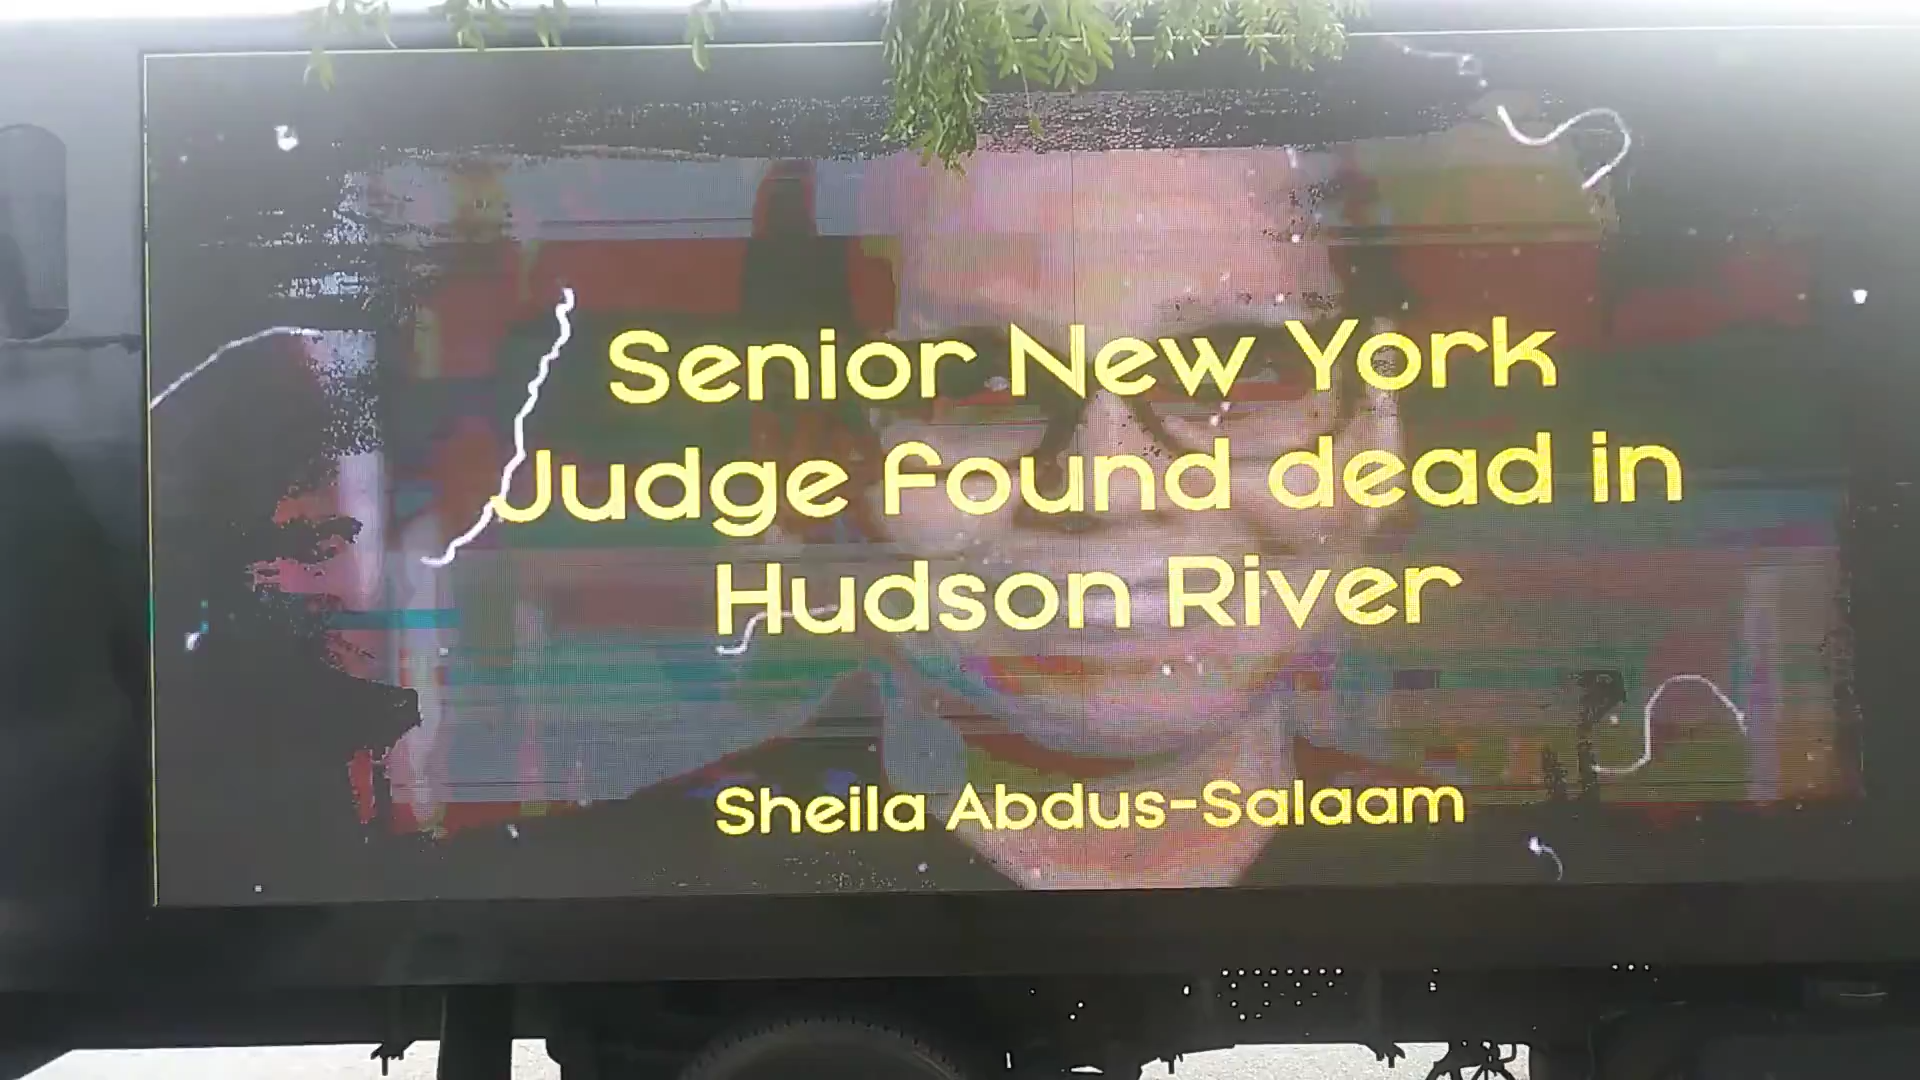 Senior New York
Judge found dead in
Hudson River
Sheila Abdus-Salaam